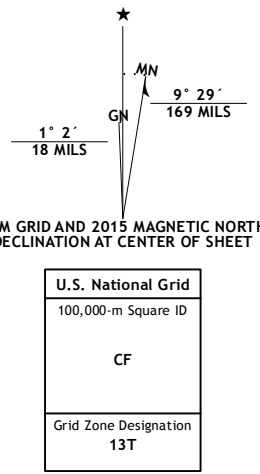 ★
MN
GN
9° 29´
169 MILS
1° 2´
18 MILS
M GRID AND 2015 MAGNETIC NORTH
DECLINATION AT CENTER OF SHEET
U.S. National Grid
100,000-m Square ID
CF
Grid Zone Designation
13T